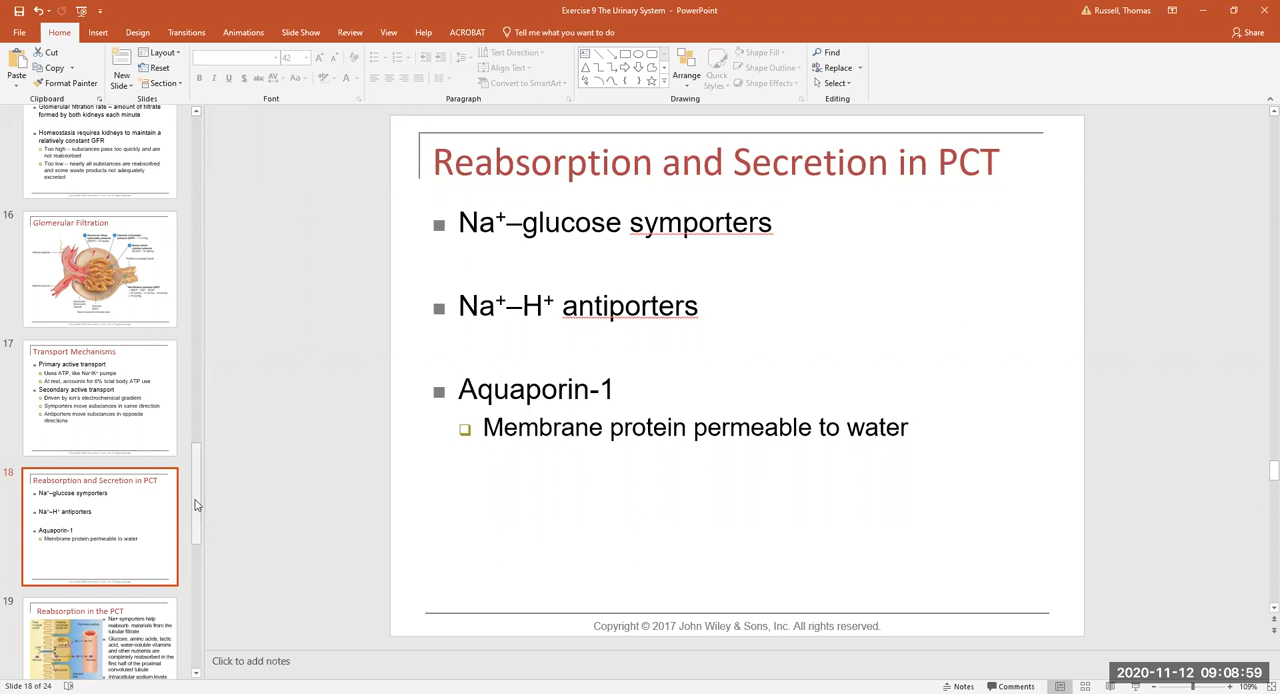 Exercise 9 The Urinary System - PowerPoint
Russell, Thomas
File Home Insert Design Transitions Animations Slide Show Review View Help ACROBAT Tell me what you want to do Share
Paste
Cut
Copy
Format Painter
Clipboard
New
Slide
Layout
Reset
Section
Slides
42
B I U S abc AV Aa A
Font
Text Direction
Align Text
Convert to SmartArt
Paragraph
Arrange
Quick
Styles
Shape Fill
Shape Outline
Shape Effects
Drawing
Find
Replace
Select
Editing
Glomerular filtration rate – amount of filtrate
formed by both kidneys each minute
Homeostasis requires kidneys to maintain a
relatively constant GFR
Too high – substances pass too quickly and are
not reabsorbed
Too low – nearly all substances are reabsorbed
and some waste products not adequately
excreted
16
Glomerular Filtration
17
Transport Mechanisms
Primary active transport
Uses ATP, like Na⁺/K⁺ pumps
At rest, accounts for 6% total body ATP use
Secondary active transport
Driven by ion's electrochemical gradient
Symporters move substances in same direction
Antiporters move substances in opposite
directions
18
Reabsorption and Secretion in PCT
Na⁺–glucose symporters
Na⁺–H⁺ antiporters
Aquaporin-1
Membrane protein permeable to water
19
Reabsorption in the PCT
Na+ symporters help
reabsorb materials from the
tubular filtrate
Glucose, amino acids, lactic
acid, water-soluble vitamins
and other nutrients are
completely reabsorbed in the
first half of the proximal
convoluted tubule
Intracellular sodium levels
Reabsorption and Secretion in PCT
Na⁺–glucose symporters
Na⁺–H⁺ antiporters
Aquaporin-1
Membrane protein permeable to water
Copyright © 2017 John Wiley & Sons, Inc. All rights reserved.
Click to add notes
2020-11-12 09:08:59
Slide 18 of 24
Notes
Comments
109%